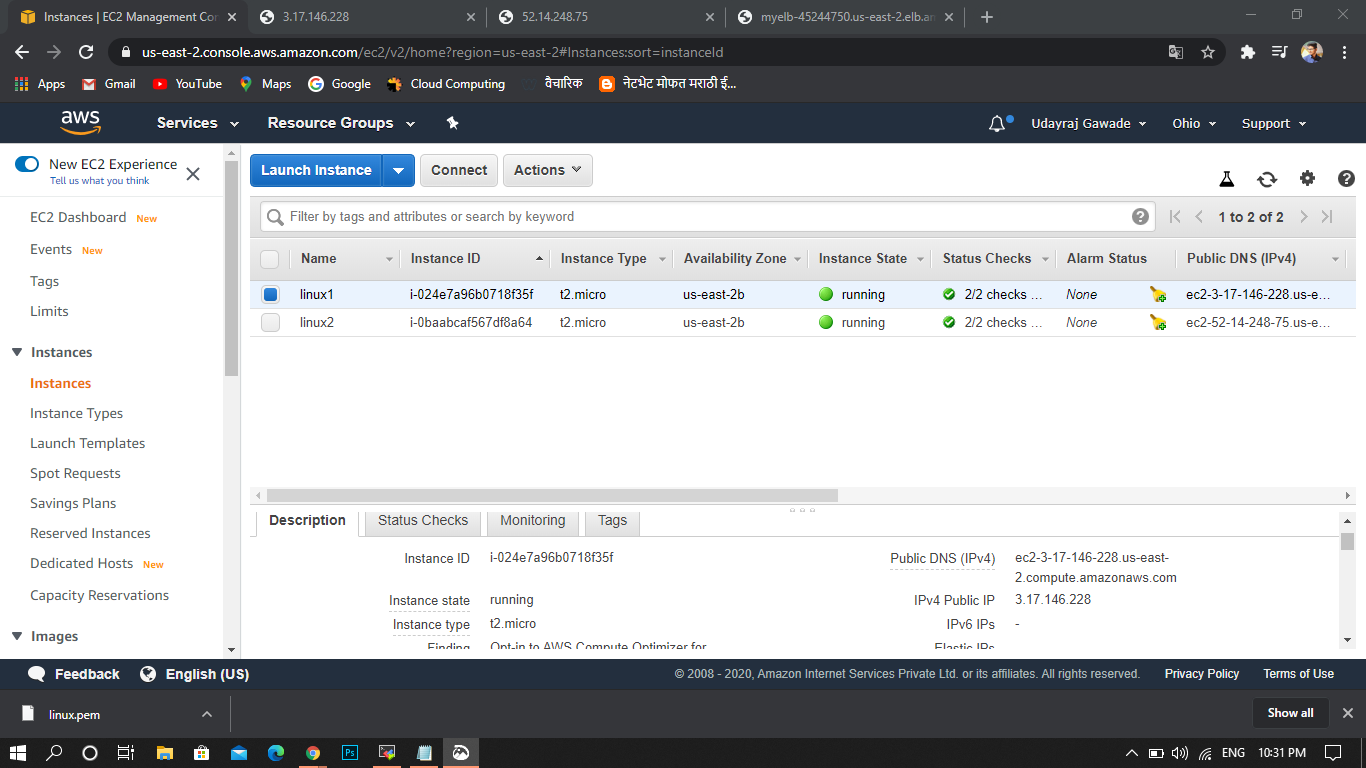 Instances | EC2 Management Con
3.17.146.228
52.14.248.75
myelb-45244750.us-east-2.elb.am
us-east-2.console.aws.amazon.com/ec2/v2/home?region=us-east-2#Instances:sort=instanceId
Apps Gmail YouTube Maps Google Cloud Computing वैचारिक नेटभेट मोफत मराठी ई...
aws Services Resource Groups Udayraj Gawade Ohio Support
New EC2 Experience
Tell us what you think
EC2 Dashboard New
Events New
Tags
Limits
Instances
Instances
Instance Types
Launch Templates
Spot Requests
Savings Plans
Reserved Instances
Dedicated Hosts New
Capacity Reservations
Images
Launch Instance Connect Actions
Filter by tags and attributes or search by keyword 1 to 2 of 2
Name Instance ID Instance Type Availability Zone Instance State Status Checks Alarm Status Public DNS (IPv4)
linux1 i-024e7a96b0718f35f t2.micro us-east-2b running 2/2 checks ... None ec2-3-17-146-228.us-e...
linux2 i-0baabcaf567df8a64 t2.micro us-east-2b running 2/2 checks ... None ec2-52-14-248-75.us-e...
Description Status Checks Monitoring Tags
Instance ID i-024e7a96b0718f35f
Instance state running
Instance type t2.micro
Finding Opt-in to AWS Compute Optimizer for
Public DNS (IPv4) ec2-3-17-146-228.us-east-
2.compute.amazonaws.com
IPv4 Public IP 3.17.146.228
IPv6 IPs -
Elastic IPs
Feedback English (US) © 2008 - 2020, Amazon Internet Services Private Ltd. or its affiliates. All rights reserved. Privacy Policy Terms of Use
linux.pem Show all
Ps ENG 10:31 PM